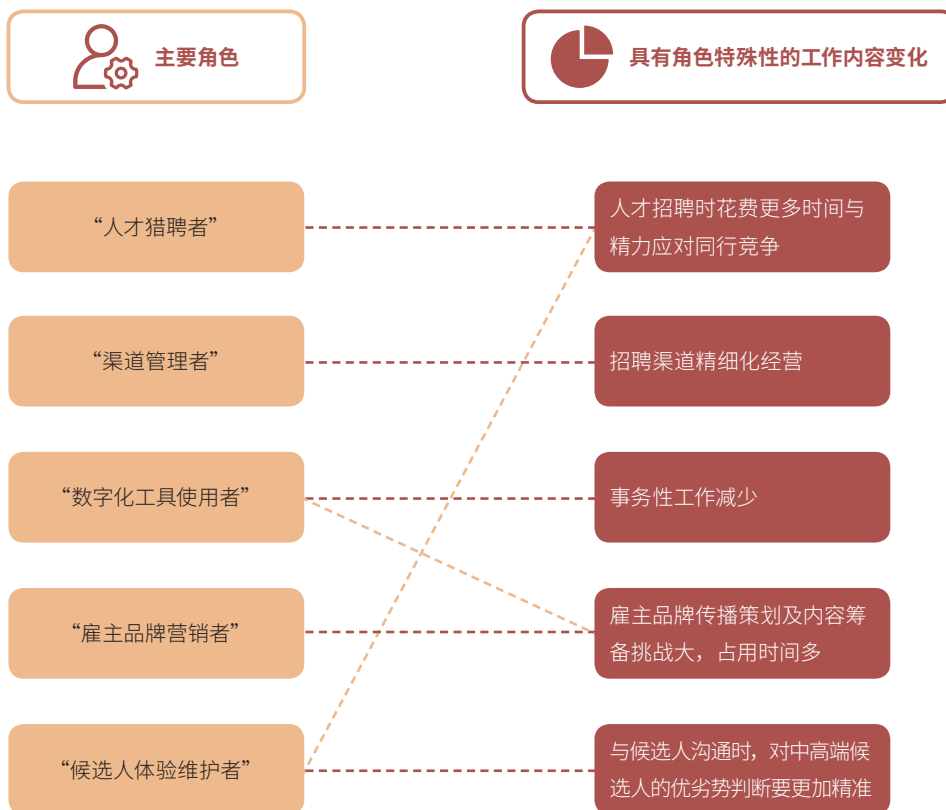 主要角色
具有角色特殊性的工作内容变化
“人才猎聘者”
人才招聘时花费更多时间与
精力应对同行竞争
“渠道管理者”
招聘渠道精细化经营
“数字化工具使用者”
事务性工作减少
“雇主品牌营销者”
雇主品牌传播策划及内容筹
备挑战大，占用时间多
“候选人体验维护者”
与候选人沟通时，对中高端候
选人的优劣势判断要更加精准